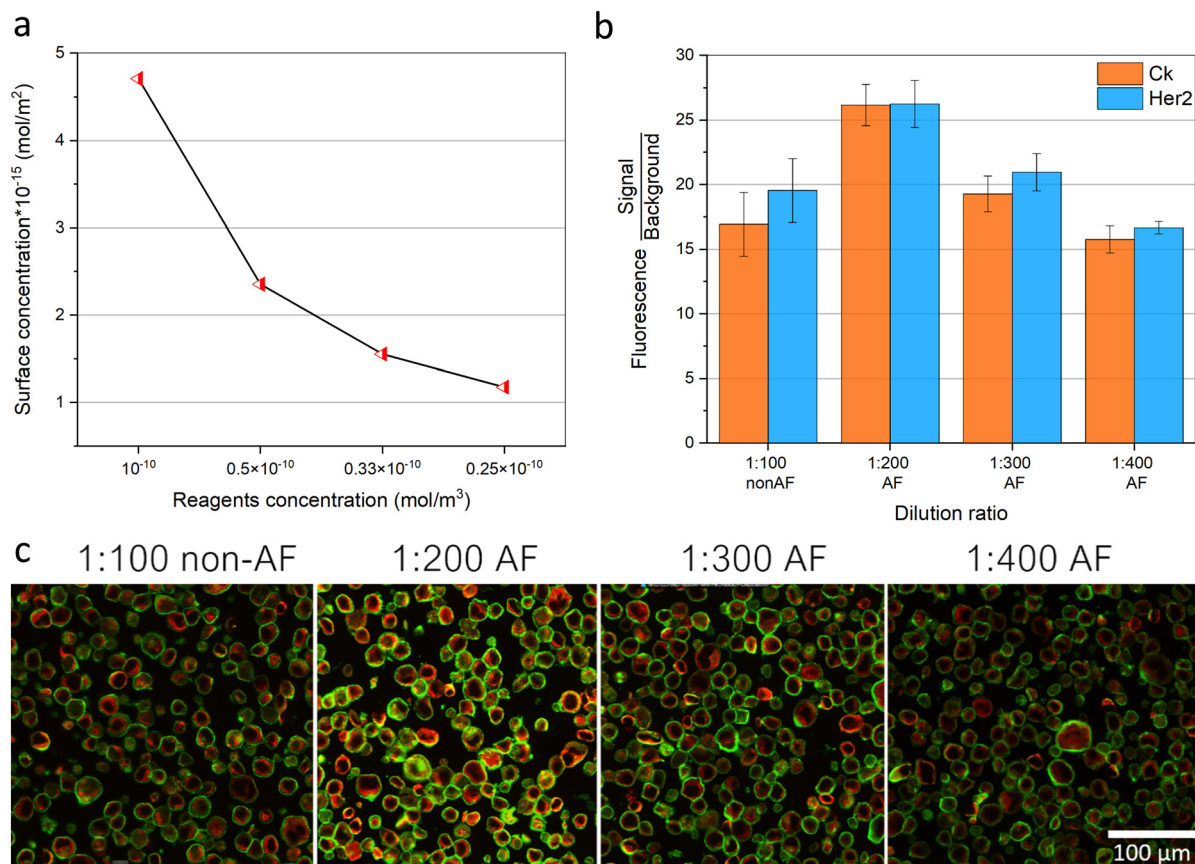 a
5
4
3
2
1
Surface concentration*10⁻¹⁵ (mol/m²)
10⁻¹⁰
0.5×10⁻¹⁰
0.33×10⁻¹⁰
0.25×10⁻¹⁰
Reagents concentration (mol/m³)
b
30
25
20
15
10
5
0
Fluorescence
Signal
Background
Ck
Her2
1:100
nonAF
1:200
AF
1:300
AF
1:400
AF
Dilution ratio
c
1:100 non-AF
1:200 AF
1:300 AF
1:400 AF
100 µm